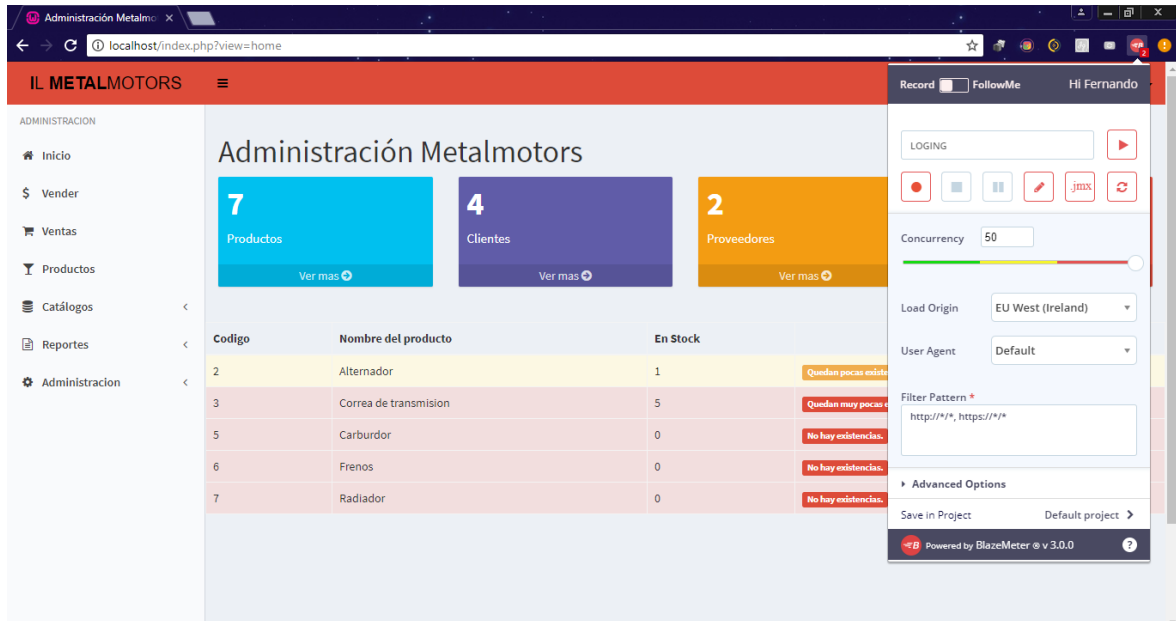 Administración Metalmo
localhost/index.php?view=home
IL METALMOTORS
ADMINISTRACION
Inicio
Vender
Ventas
Productos
Catálogos
Reportes
Administracion
Administración Metalmotors
7
Productos
Ver mas
4
Clientes
Ver mas
2
Proveedores
Ver mas
Codigo Nombre del producto En Stock
2 Alternador 1 Quedan pocas existe
3 Correa de transmision 5 Quedan muy pocas e
5 Carburdor 0 No hay existencias.
6 Frenos 0 No hay existencias.
7 Radiador 0 No hay existencias.
Record FollowMe Hi Fernando
LOGING
.jmx
Concurrency 50
Load Origin EU West (Ireland)
User Agent Default
Filter Pattern *
http://*/*, https://*/*
Advanced Options
Save in Project Default project
Powered by BlazeMeter ® v 3.0.0 ?